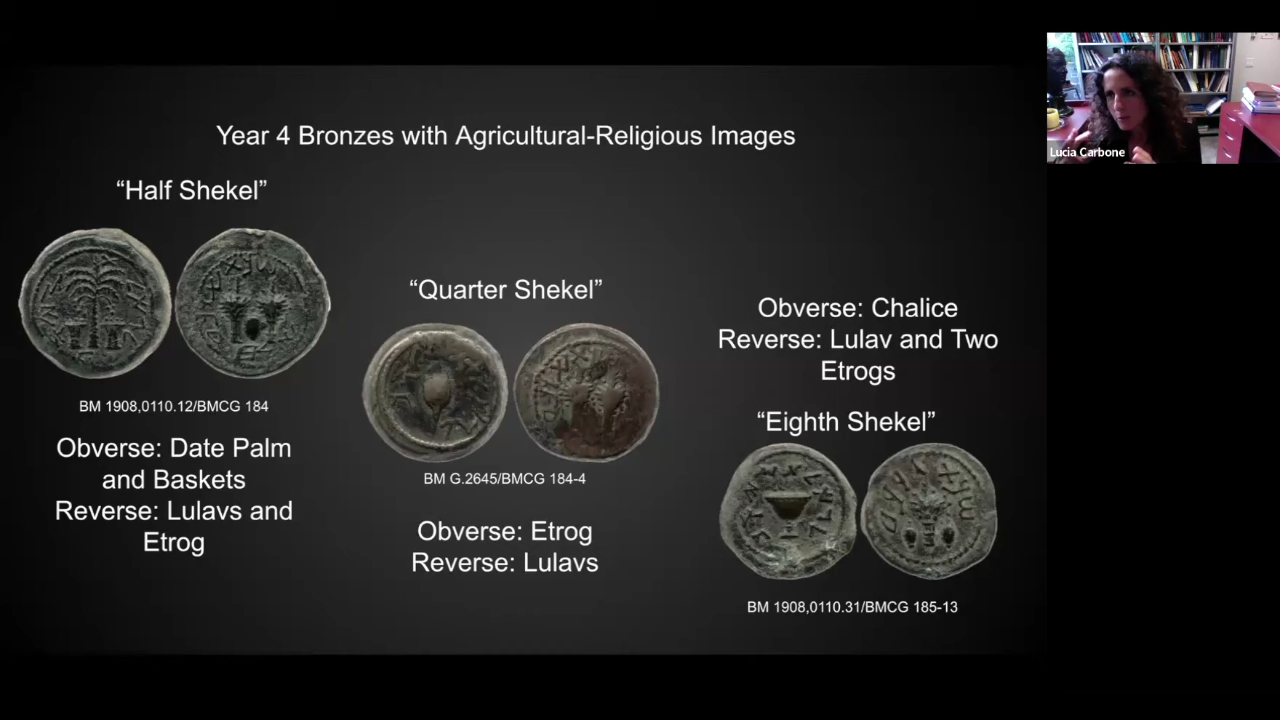 Year 4 Bronzes with Agricultural-Religious Images
“Half Shekel”
BM 1908,0110.12/BMCG 184
Obverse: Date Palm
and Baskets
Reverse: Lulavs and
Etrog
“Quarter Shekel”
BM G.2645/BMCG 184-4
Obverse: Etrog
Reverse: Lulavs
Obverse: Chalice
Reverse: Lulav and Two
Etrogs
“Eighth Shekel”
BM 1908,0110.31/BMCG 185-13
Lucia Carbone